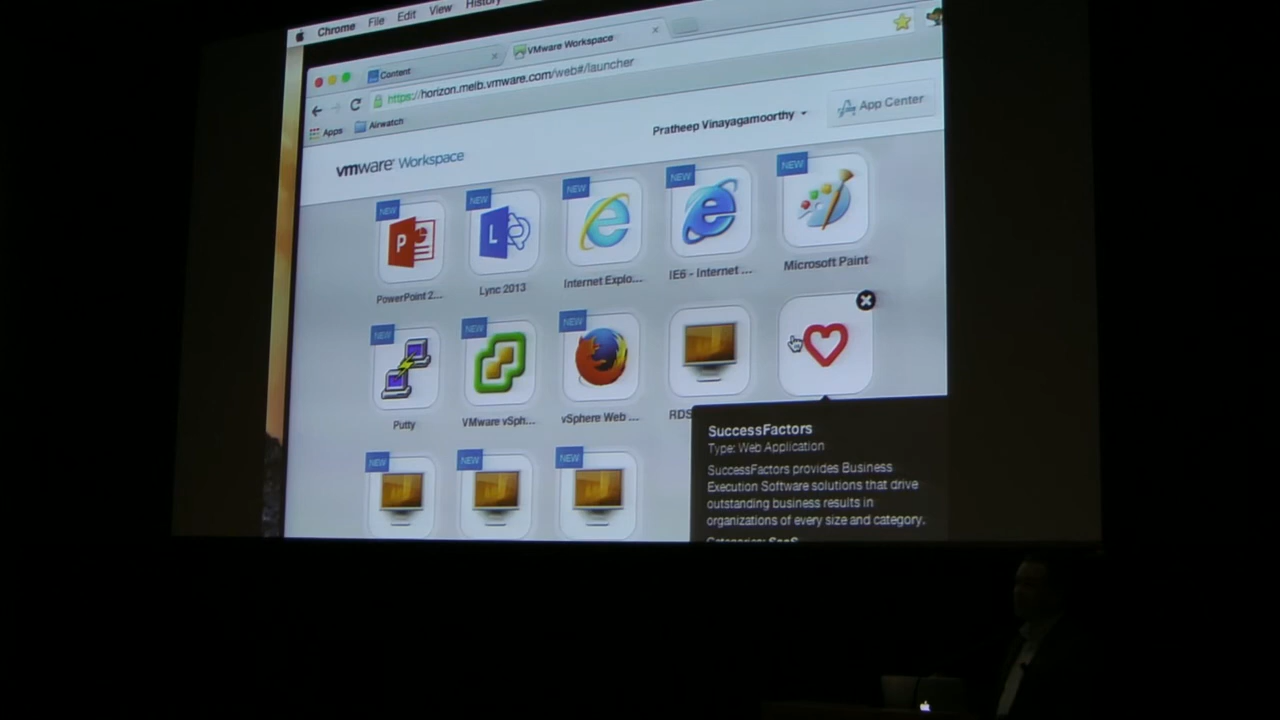 Chrome File Edit View History
Content
VMware Workspace
https://horizon.melb.vmware.com/web#/launcher
Apps Airwatch
Pratheep Vinayagamoorthy
App Center
vmware® Workspace
NEW NEW NEW NEW NEW
PowerPoint 2... Lync 2013 Internet Explo... IE6 - Internet ... Microsoft Paint
NEW NEW NEW
Putty VMware vSph... vSphere Web ... RDS
SuccessFactors
Type: Web Application
SuccessFactors provides Business
Execution Software solutions that drive
outstanding business results in
organizations of every size and category.
NEW NEW NEW